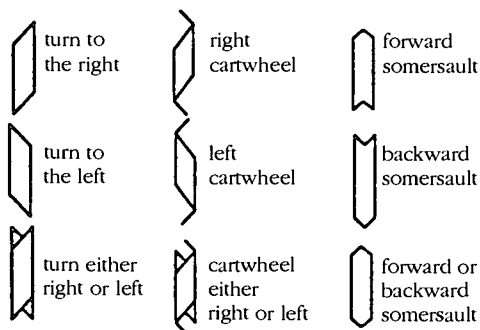 turn to
the right
right
cartwheel
forward
somersault
turn to
the left
left
cartwheel
backward
somersault
turn either
right or left
cartwheel
either
right or left
forward or
backward
somersault